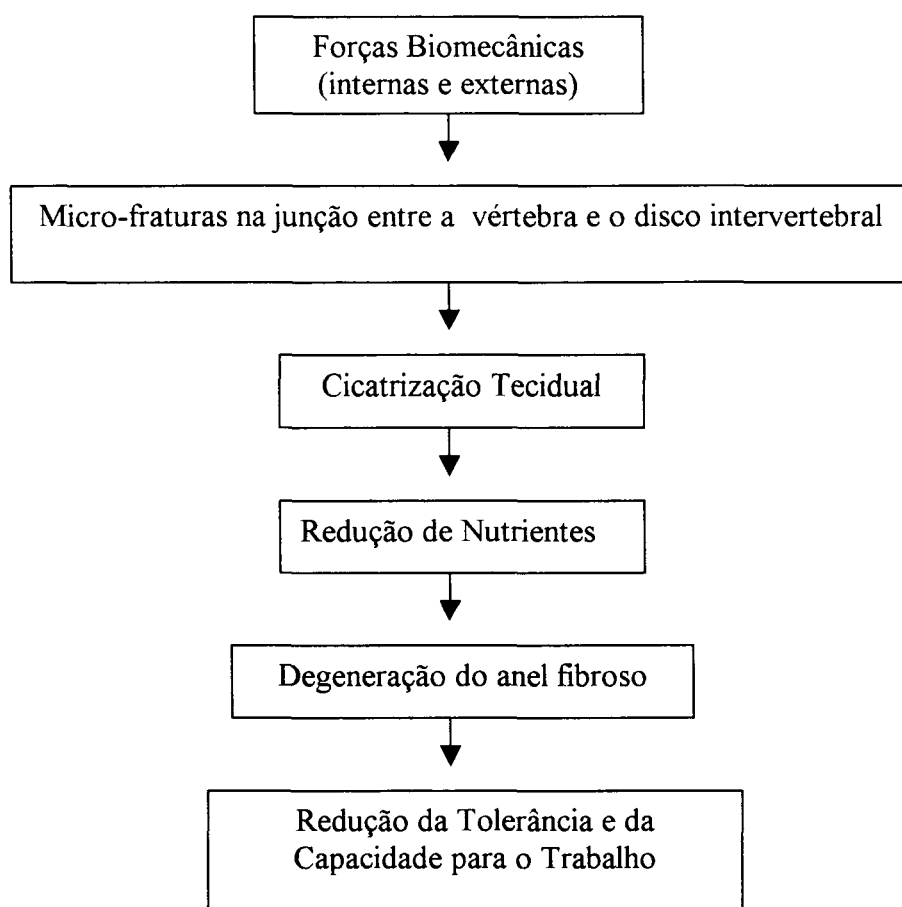 Forças Biomecânicas
(internas e externas)
Micro-fraturas na junção entre a vértebra e o disco intervertebral
Cicatrização Tecidual
Redução de Nutrientes
Degeneração do anel fibroso
Redução da Tolerância e da
Capacidade para o Trabalho